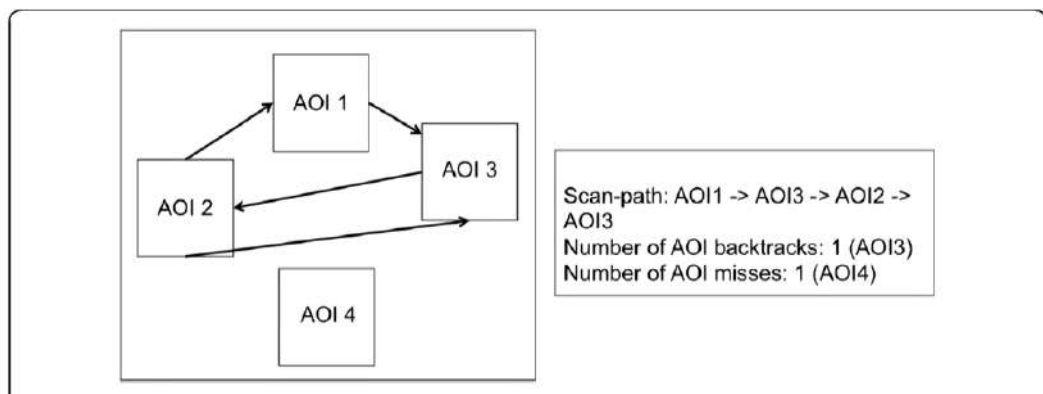 AOI 1
AOI 3
AOI 2
AOI 4
Scan-path: AOI1 -> AOI3 -> AOI2 ->
AOI3
Number of AOI backtracks: 1 (AOI3)
Number of AOI misses: 1 (AOI4)